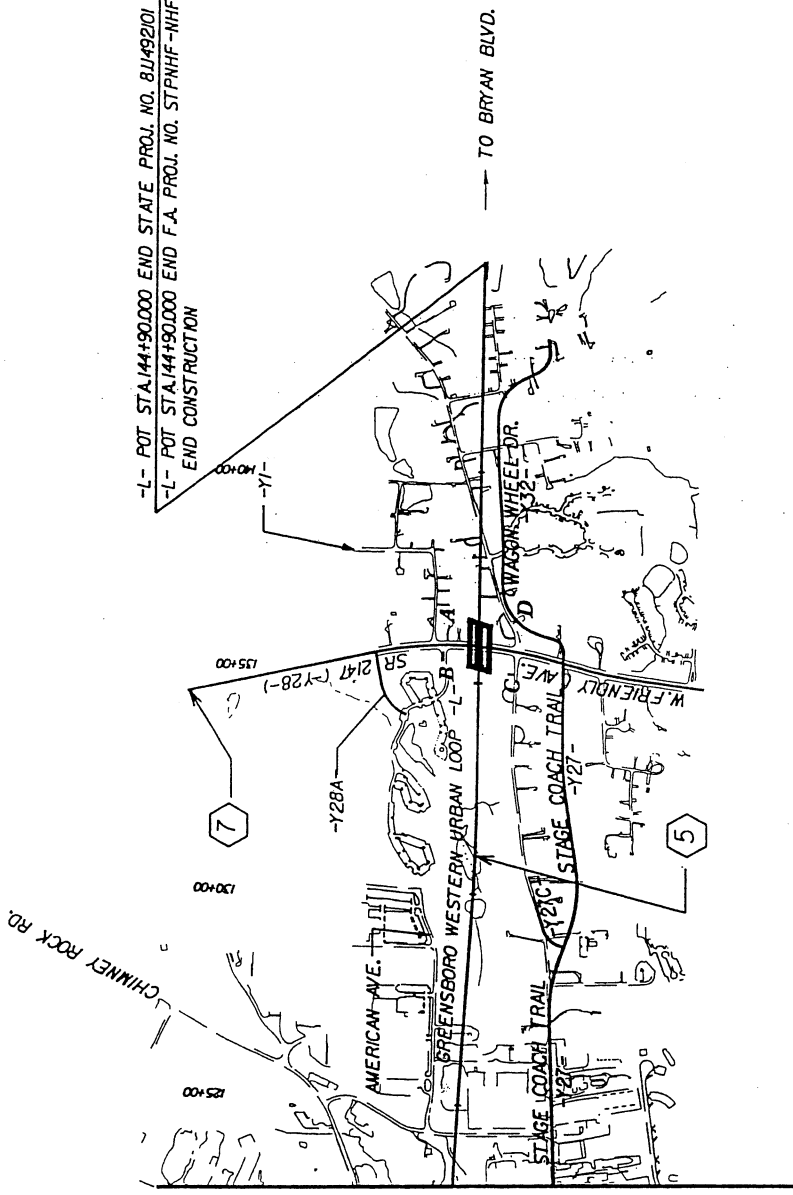 -L- POT STA.144+90.000 END STATE PROJ. NO. 8.U492101
-L- POT STA.144+90.000 END F.A. PROJ. NO. STPNHF-NHF
END CONSTRUCTION
TO BRYAN BLVD.
140+00
-Y1-
WAGON WHEEL DR.
-Y32-
A
D
135+00
SR 2147 (-Y28-)
B
-L-
C
W. FRIENDLY AVE.
7
-Y28A-
STAGE COACH TRAIL
-Y27-
5
GREENSBORO WESTERN URBAN LOOP
130+00
-Y27C-
CHIMNEY ROCK RD.
AMERICAN AVE.
125+00
STAGE COACH TRAIL
-Y27-